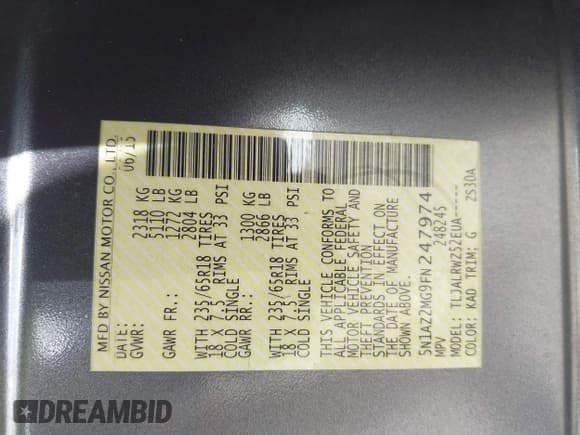 MFD BY NISSAN MOTOR CO., LTD.
DATE: 06/15
GVWR: 2318 KG
5110 LB
GAWR FR.: 1272 KG
2804 LB
WITH 235/65R18 TIRES
18 X 7.5 RIMS AT 33 PSI
COLD SINGLE
GAWR RR.: 1300 KG
2866 LB
WITH 235/65R18 TIRES
18 X 7.5 RIMS AT 33 PSI
COLD SINGLE
THIS VEHICLE CONFORMS TO
ALL APPLICABLE FEDERAL
MOTOR VEHICLE SAFETY AND
THEFT PREVENTION
STANDARDS IN EFFECT ON
THE DATE OF MANUFACTURE
SHOWN ABOVE.
5N1AZ2MG9FN247974
MPV 248245
MODEL: TLJALRWZ52EUA-----
COLOR: KAD TRIM: G ZS30A
DREAMBID